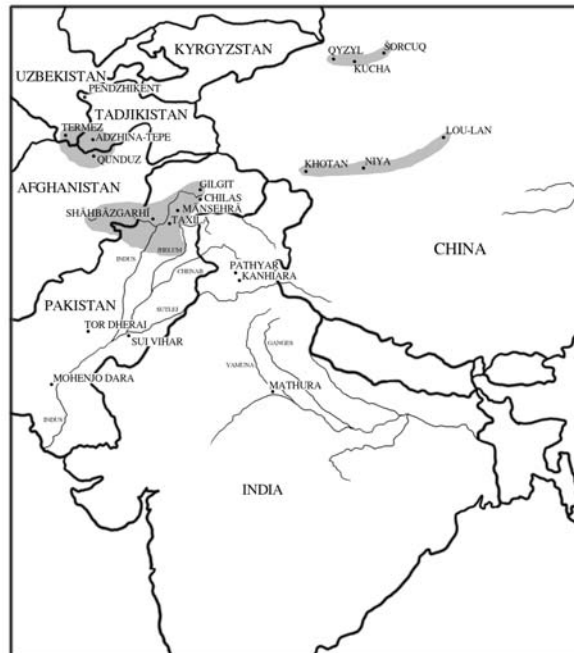 KYRGYZSTAN
QYZYL
ŠORCUQ
KUCHA
UZBEKISTAN
PENDZHIKENT
TADJIKISTAN
TERMEZ
ADZHINA-TEPE
QUNDUZ
LOU-LAN
KHOTAN
NIYA
AFGHANISTAN
GILGIT
CHILAS
MĀNSEHRĀ
SHĀHBĀZGARHĪ
TAXILA
CHINA
JHELUM
INDUS
CHENAB
PATHYAR
KANHIARA
PAKISTAN
SUTLEJ
TOR DHERAI
SUI VIHAR
GANGES
YAMUNA
MOHENJO DARA
MATHURA
INDUS
INDIA